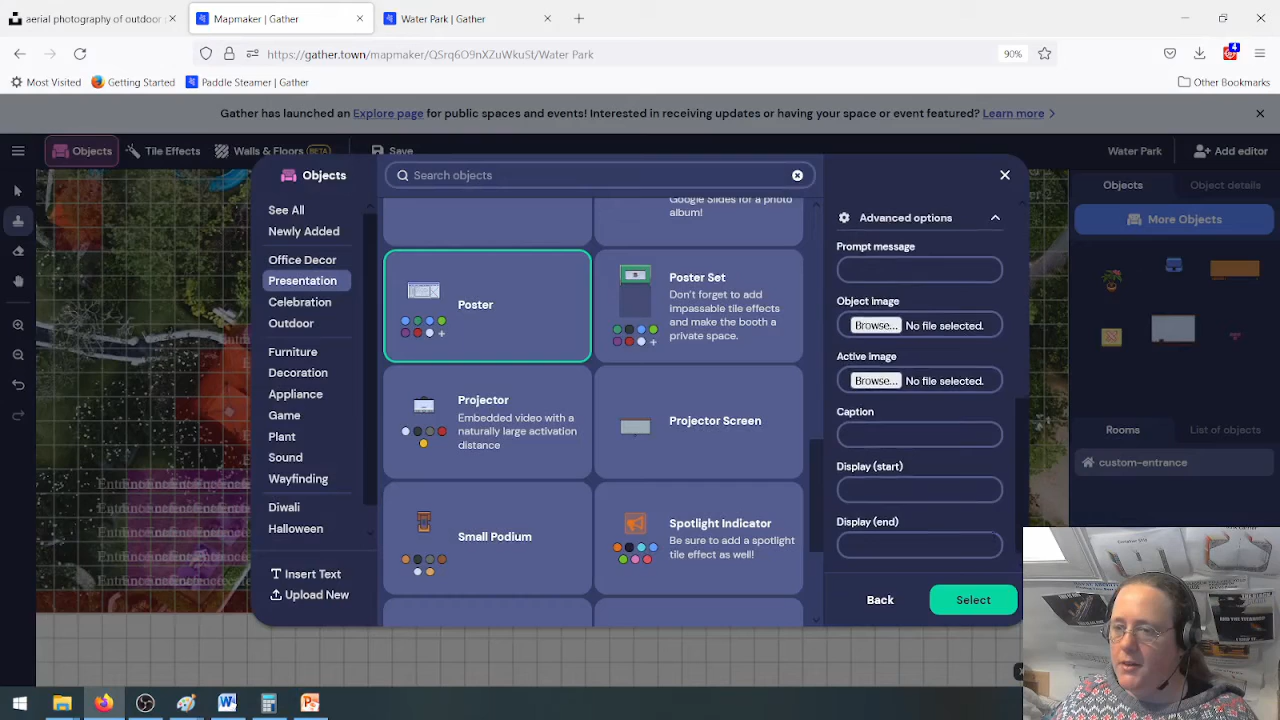 aerial photography of outdoor
Mapmaker | Gather
Water Park | Gather
https://gather.town/mapmaker/QSrq6O9nXZuWkuSf/Water Park
90%
4
Most Visited
Getting Started
Paddle Steamer | Gather
Other Bookmarks
Gather has launched an Explore page for public spaces and events! Interested in receiving updates or having your space or event featured? Learn more
Objects
Tile Effects
Walls & Floors
BETA
Save
Water Park
Add editor
Objects
See All
Newly Added
Office Decor
Presentation
Celebration
Outdoor
Furniture
Decoration
Appliance
Game
Plant
Sound
Wayfinding
Diwali
Halloween
Insert Text
Upload New
Search objects
Google Slides for a photo
album!
Poster
Poster Set
Don't forget to add
impassable tile effects
and make the booth a
private space.
Projector
Embedded video with a
naturally large activation
distance
Projector Screen
Small Podium
Spotlight Indicator
Be sure to add a spotlight
tile effect as well!
Advanced options
Prompt message
Object image
Browse... No file selected.
Active image
Browse... No file selected.
Caption
Display (start)
Display (end)
Back
Select
Objects
Object details
More Objects
Rooms
List of objects
custom-entrance